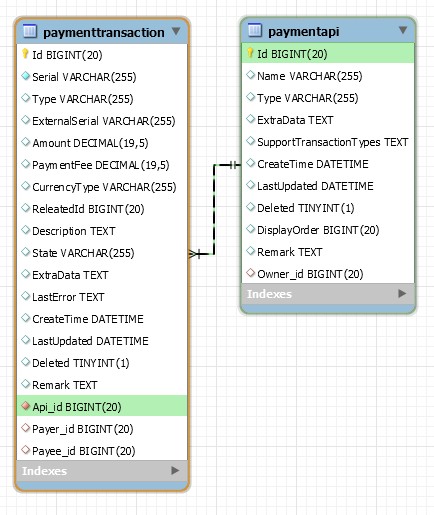 paymenttransaction
Id BIGINT(20)
Serial VARCHAR(255)
Type VARCHAR(255)
ExternalSerial VARCHAR(255)
Amount DECIMAL(19,5)
PaymentFee DECIMAL(19,5)
CurrencyType VARCHAR(255)
ReleatedId BIGINT(20)
Description TEXT
State VARCHAR(255)
ExtraData TEXT
LastError TEXT
CreateTime DATETIME
LastUpdated DATETIME
Deleted TINYINT(1)
Remark TEXT
Api_id BIGINT(20)
Payer_id BIGINT(20)
Payee_id BIGINT(20)
Indexes
paymentapi
Id BIGINT(20)
Name VARCHAR(255)
Type VARCHAR(255)
ExtraData TEXT
SupportTransactionTypes TEXT
CreateTime DATETIME
LastUpdated DATETIME
Deleted TINYINT(1)
DisplayOrder BIGINT(20)
Remark TEXT
Owner_id BIGINT(20)
Indexes